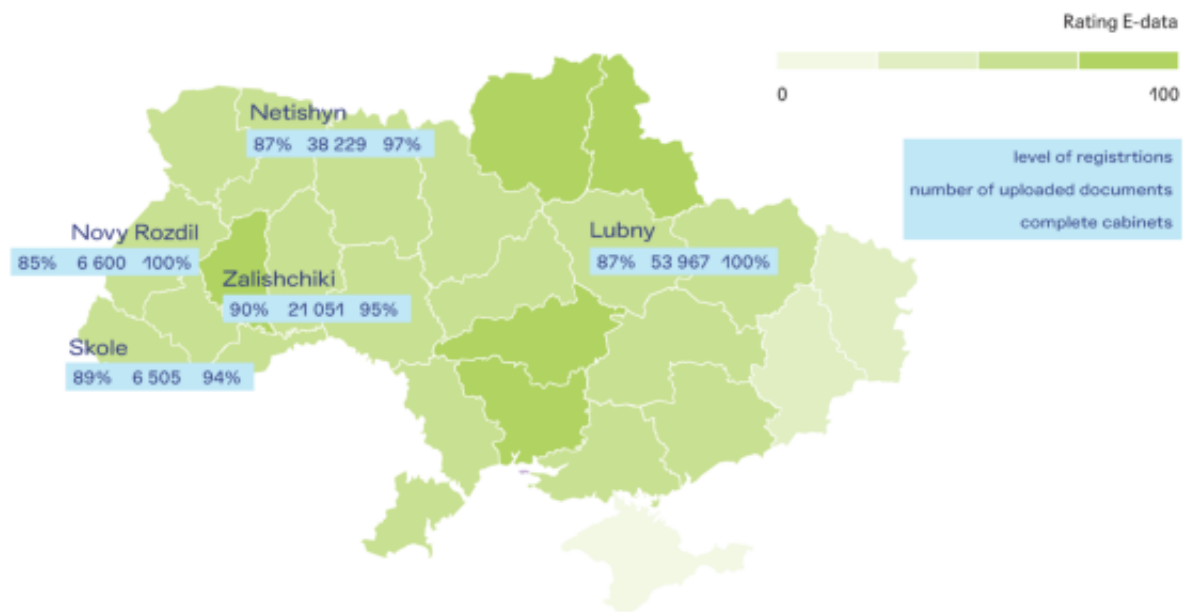 Rating E-data
0 100
level of registrtions
number of uploaded documents
complete cabinets
Netishyn
87% 38 229 97%
Novy Rozdil
85% 6 600 100%
Zalishchiki
90% 21 051 95%
Skole
89% 6 505 94%
Lubny
87% 53 967 100%